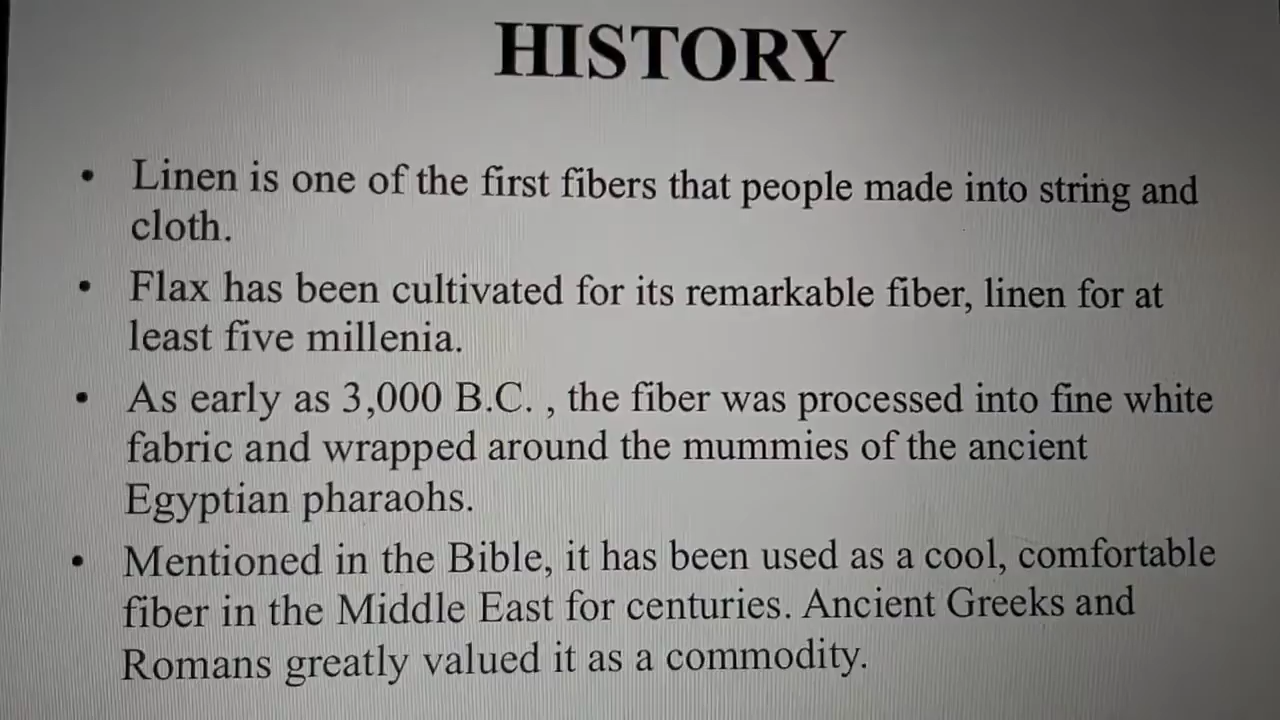 HISTORY
• Linen is one of the first fibers that people made into string and
cloth.
• Flax has been cultivated for its remarkable fiber, linen for at
least five millenia.
• As early as 3,000 B.C. , the fiber was processed into fine white
fabric and wrapped around the mummies of the ancient
Egyptian pharaohs.
• Mentioned in the Bible, it has been used as a cool, comfortable
fiber in the Middle East for centuries. Ancient Greeks and
Romans greatly valued it as a commodity.